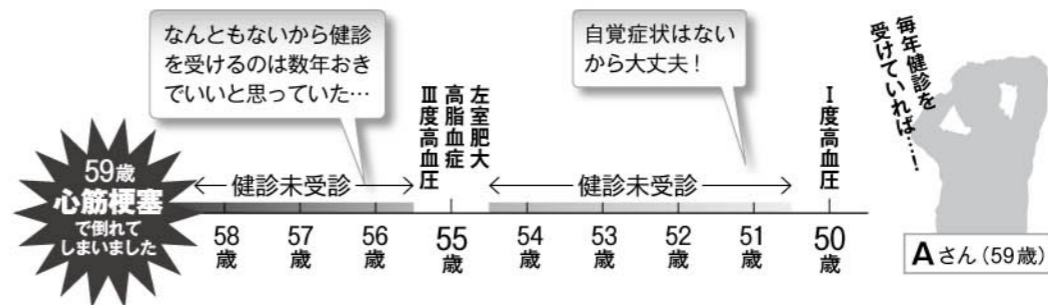 毎年健診を
受けていれば…!
Aさん(59歳)
Ⅰ度高血圧
50歳
自覚症状はない
から大丈夫!
健診未受診
51歳
52歳
53歳
54歳
左室肥大
高脂血症
Ⅲ度高血圧
55歳
なんともないから健診
を受けるのは数年おき
でいいと思っていた…
健診未受診
56歳
57歳
58歳
59歳
心筋梗塞
で倒れて
しまいました